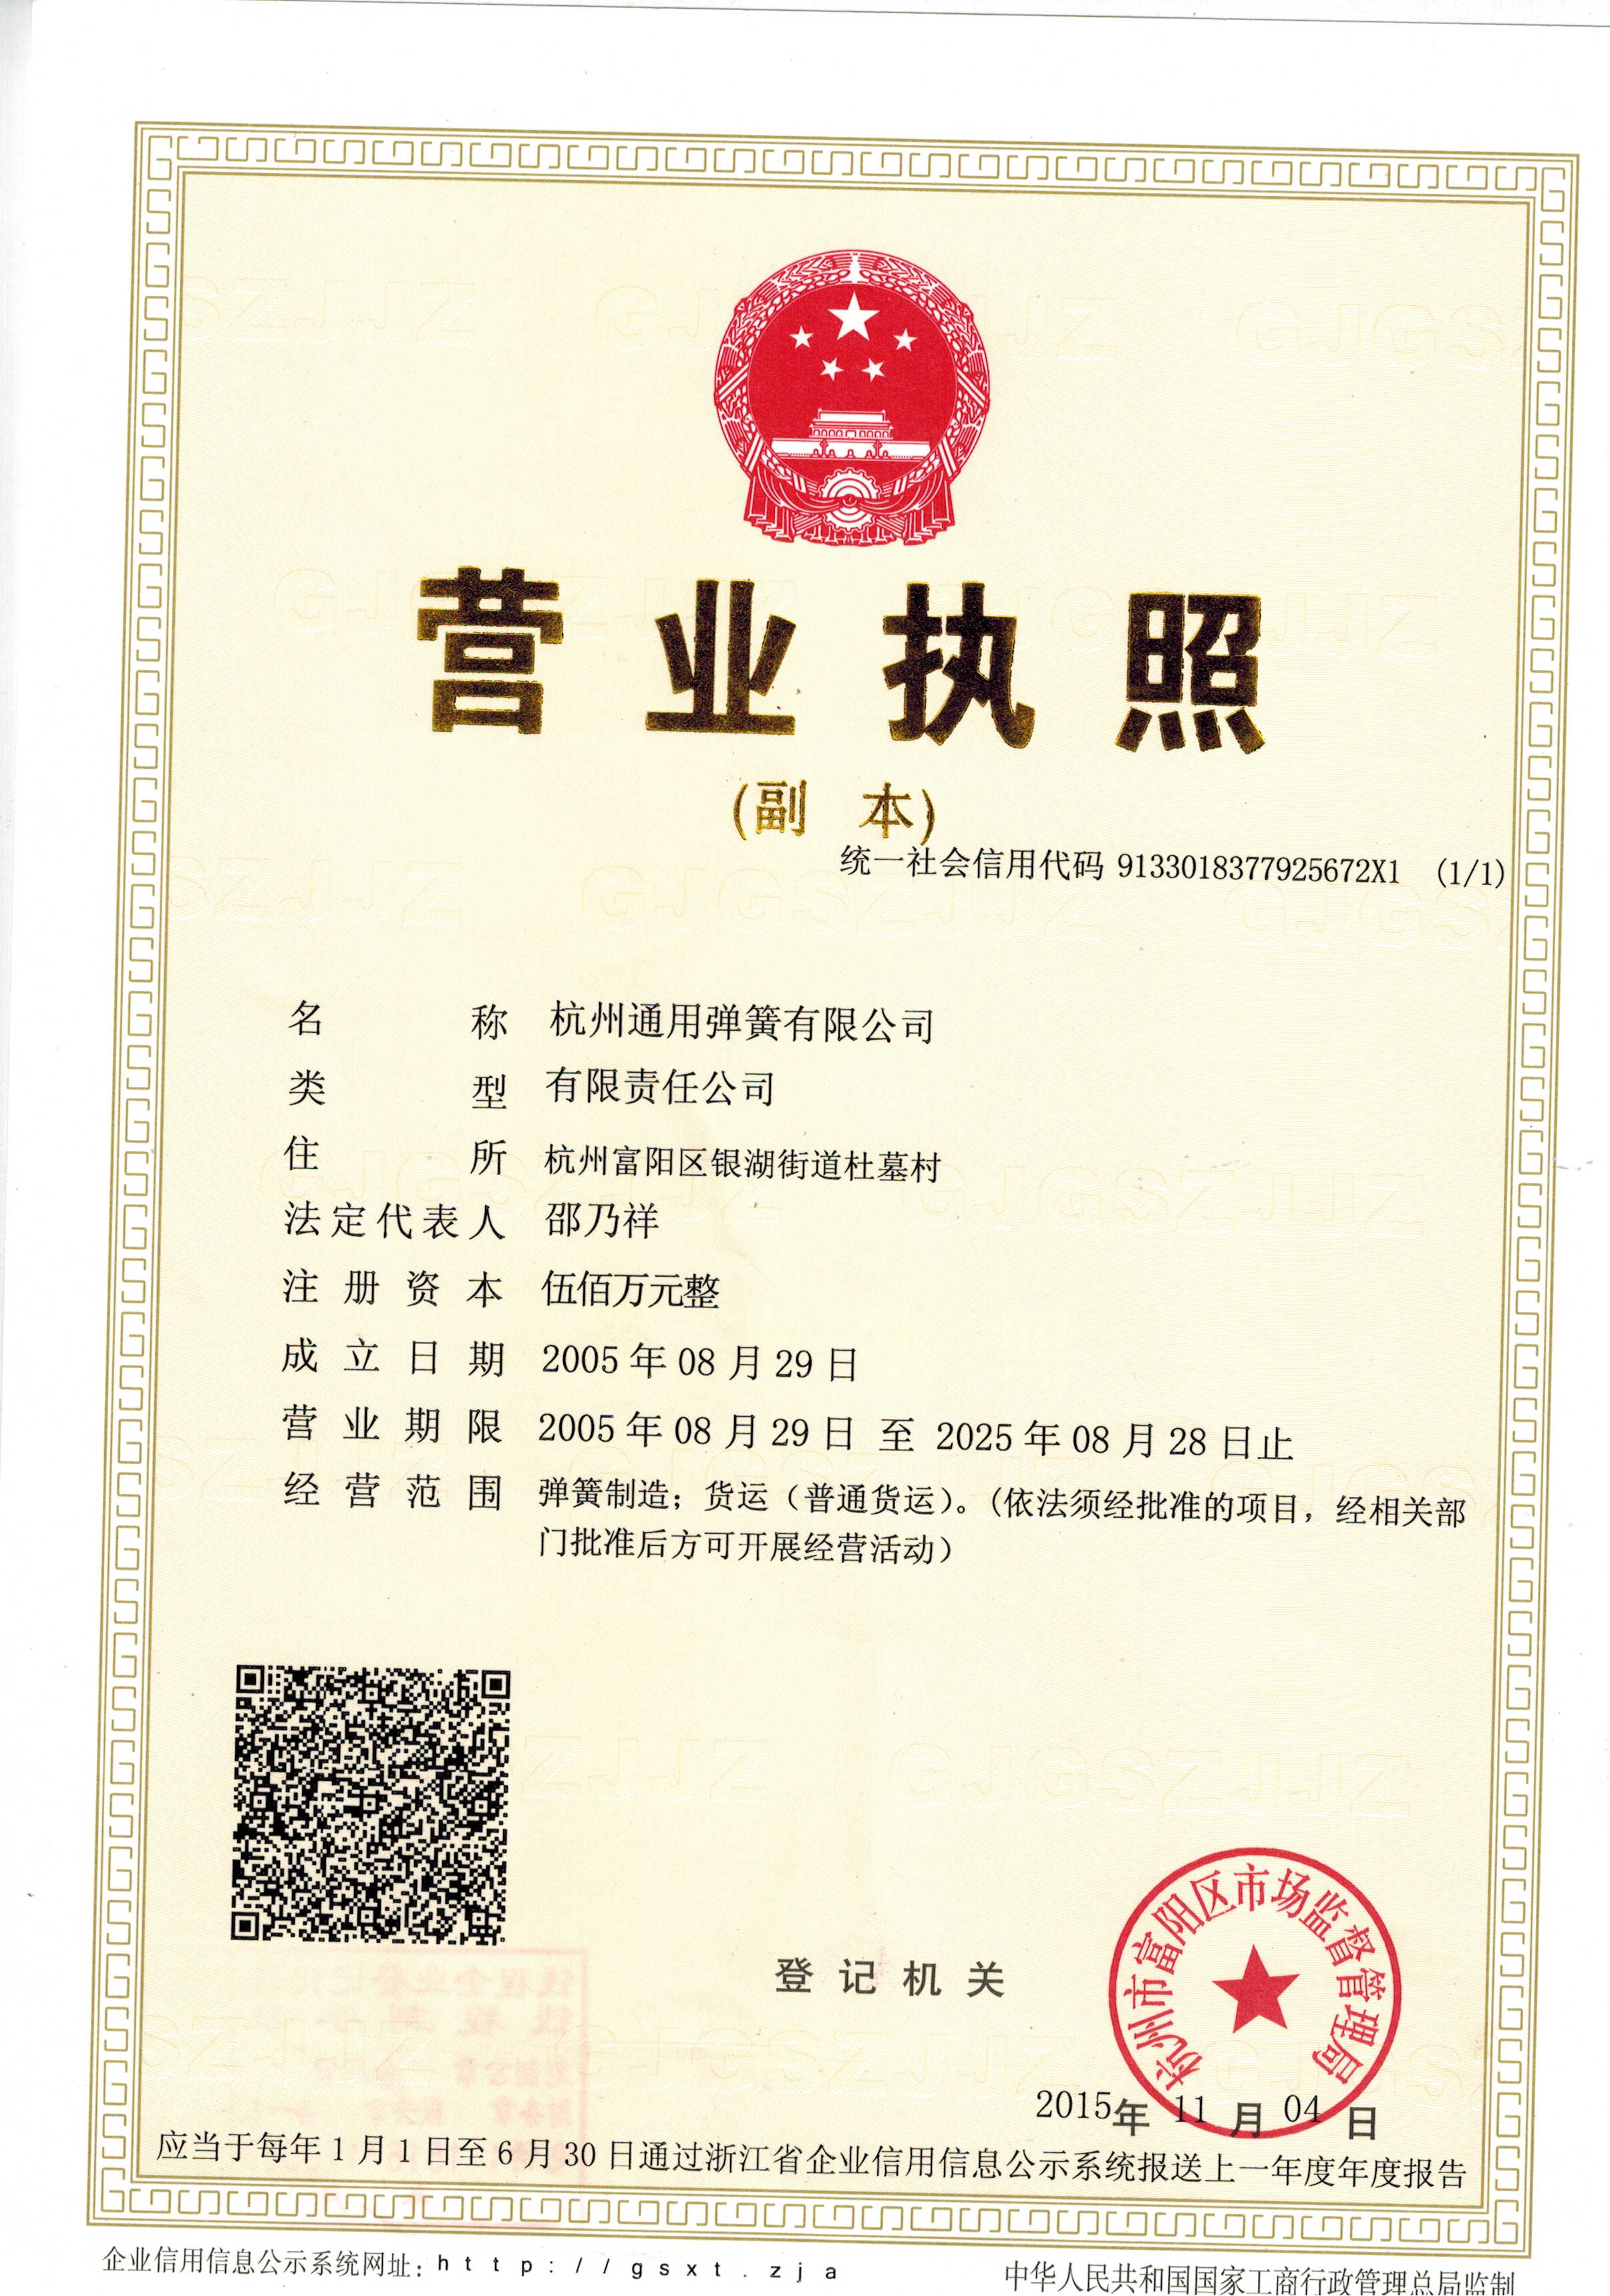 营业执照
(副 本)
统一社会信用代码 9133018377925672X1 (1/1)
名称 杭州通用弹簧有限公司
类型 有限责任公司
住所 杭州富阳区银湖街道杜墓村
法定代表人 邵乃祥
注册资本 伍佰万元整
成立日期 2005年08月29日
营业期限 2005年08月29日 至 2025年08月28日止
经营范围 弹簧制造；货运（普通货运）。(依法须经批准的项目，经相关部
门批准后方可开展经营活动）
杭州市富阳区市场监督管理局
登记机关
2015年 11 月 04 日
应当于每年1月1日至6月30日通过浙江省企业信用信息公示系统报送上一年度年度报告
企业信用信息公示系统网址：http://gsxt.zja
中华人民共和国国家工商行政管理总局监制